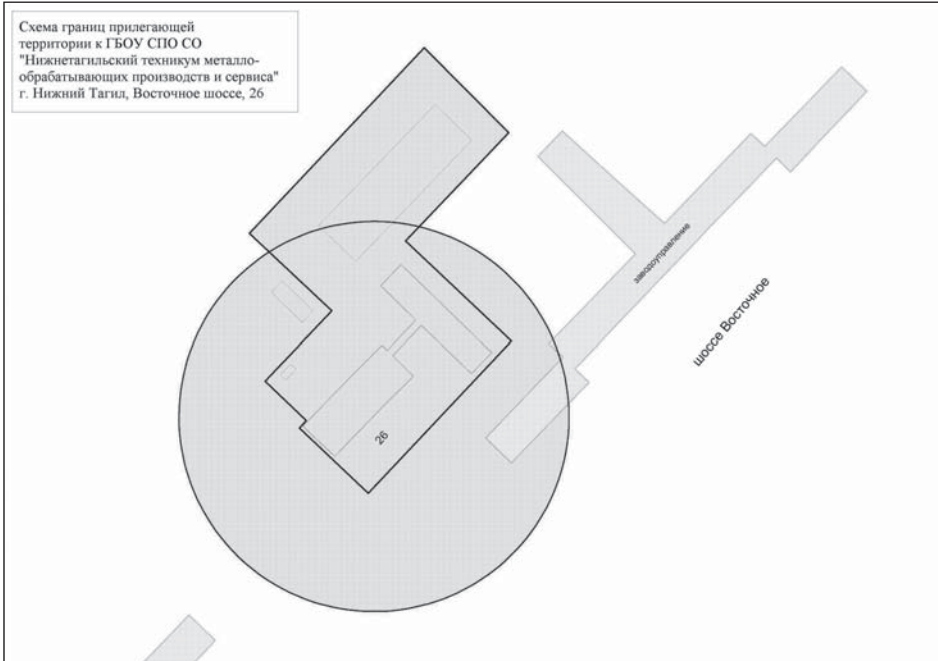 Схема границ прилегающей
территории к ГБОУ СПО СО
"Нижнетагильский техникум металло-
обрабатывающих производств и сервиса"
г. Нижний Тагил, Восточное шоссе, 26
заводоуправление
шоссе Восточное
26